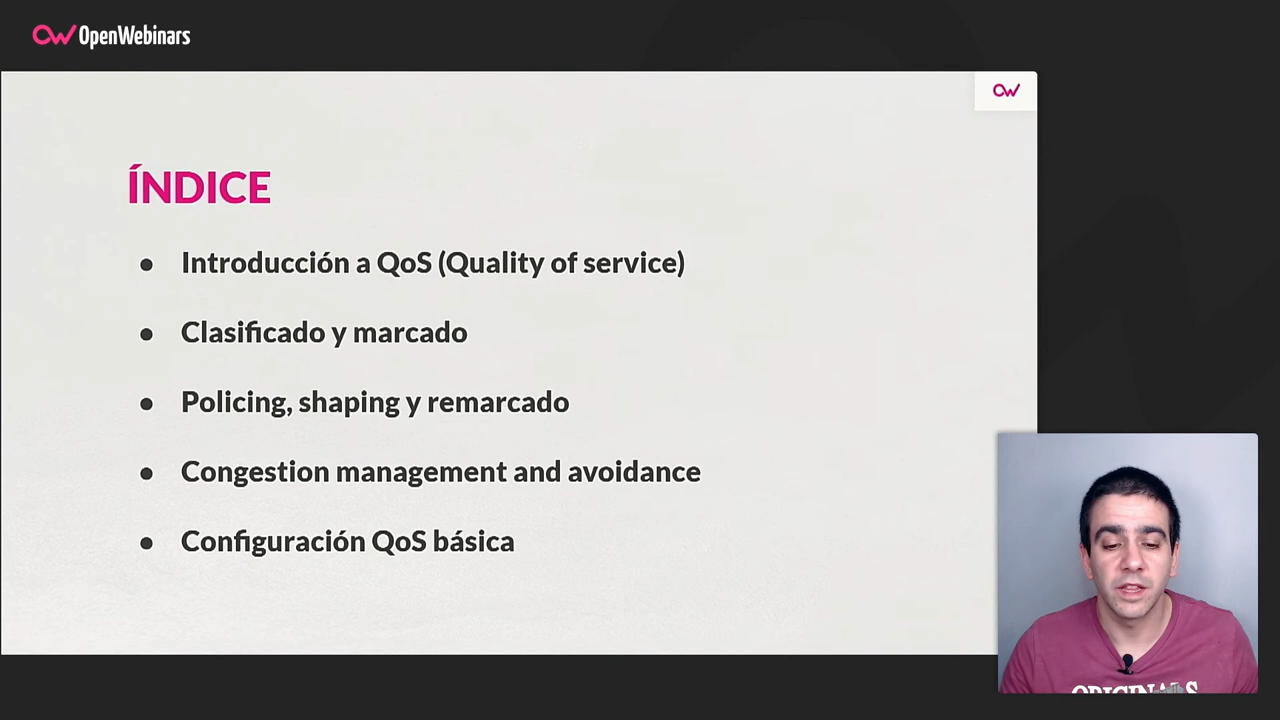 OpenWebinars
ÍNDICE
● Introducción a QoS (Quality of service)
● Clasificado y marcado
● Policing, shaping y remarcado
● Congestion management and avoidance
● Configuración QoS básica
ORIGINALS